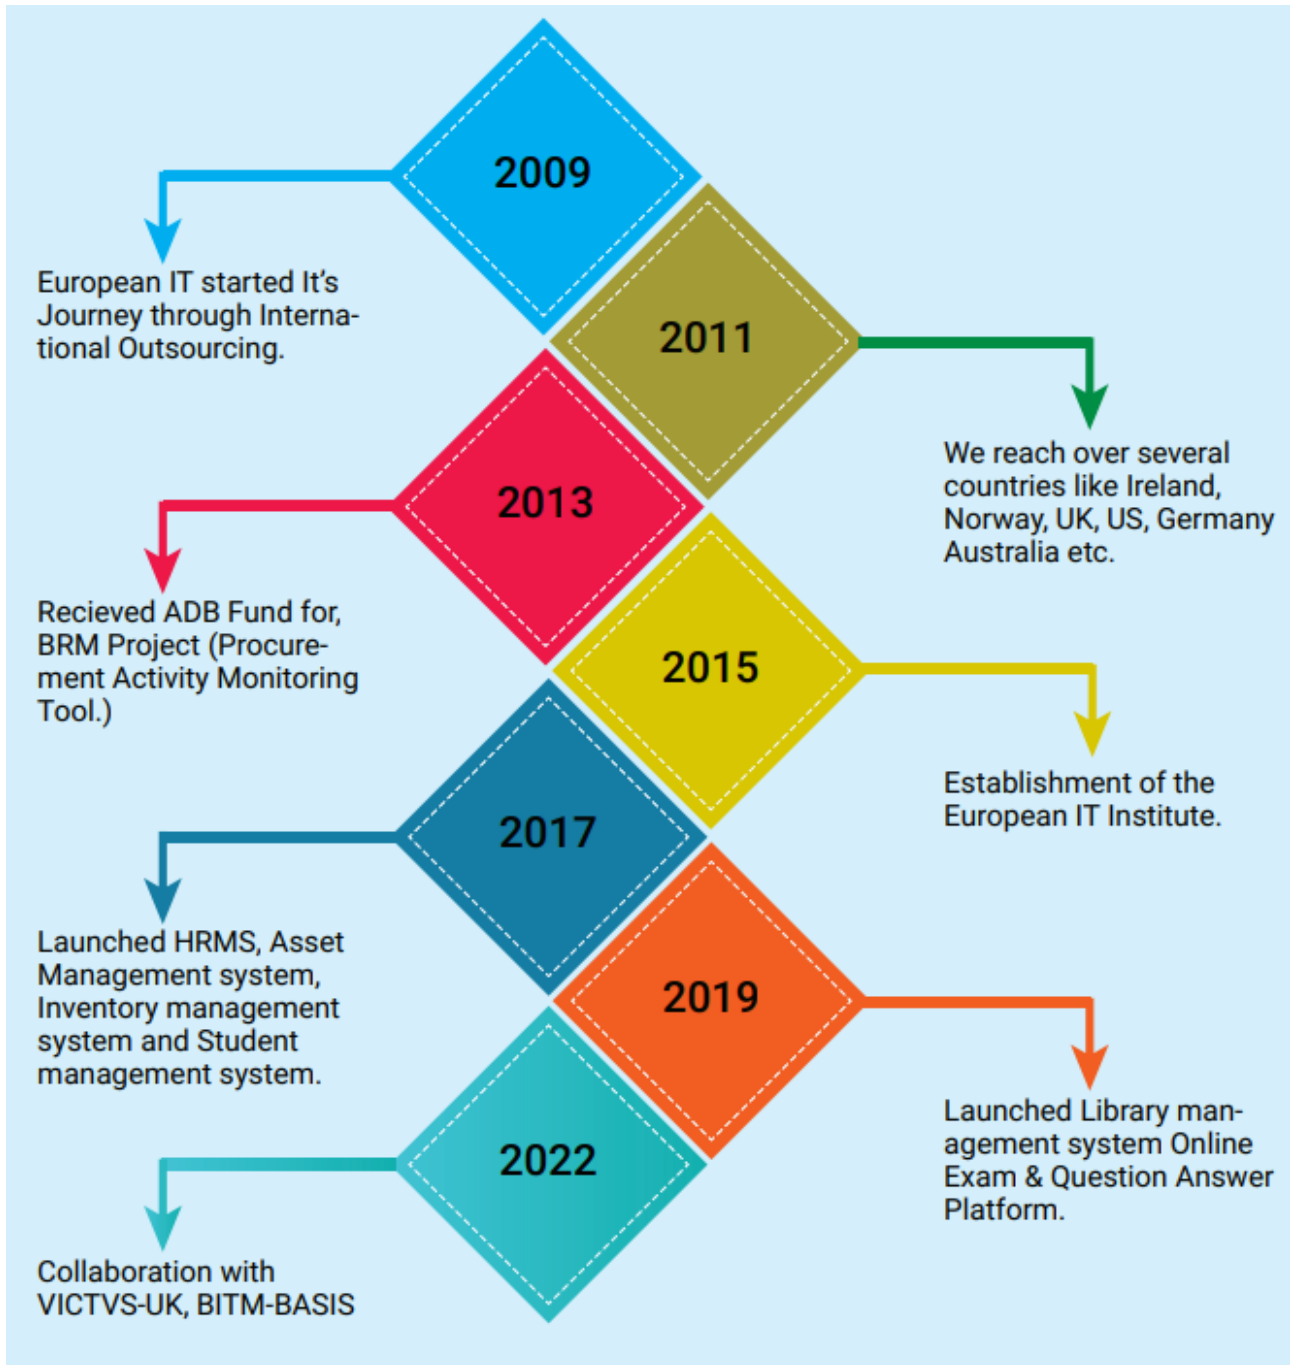 2009
European IT started It's
Journey through Interna-
tional Outsourcing.
2011
We reach over several
countries like Ireland,
Norway, UK, US, Germany
Australia etc.
2013
Recieved ADB Fund for,
BRM Project (Procure-
ment Activity Monitoring
Tool.)
2015
Establishment of the
European IT Institute.
2017
Launched HRMS, Asset
Management system,
Inventory management
system and Student
management system.
2019
Launched Library man-
agement system Online
Exam & Question Answer
Platform.
2022
Collaboration with
VICTVS-UK, BITM-BASIS